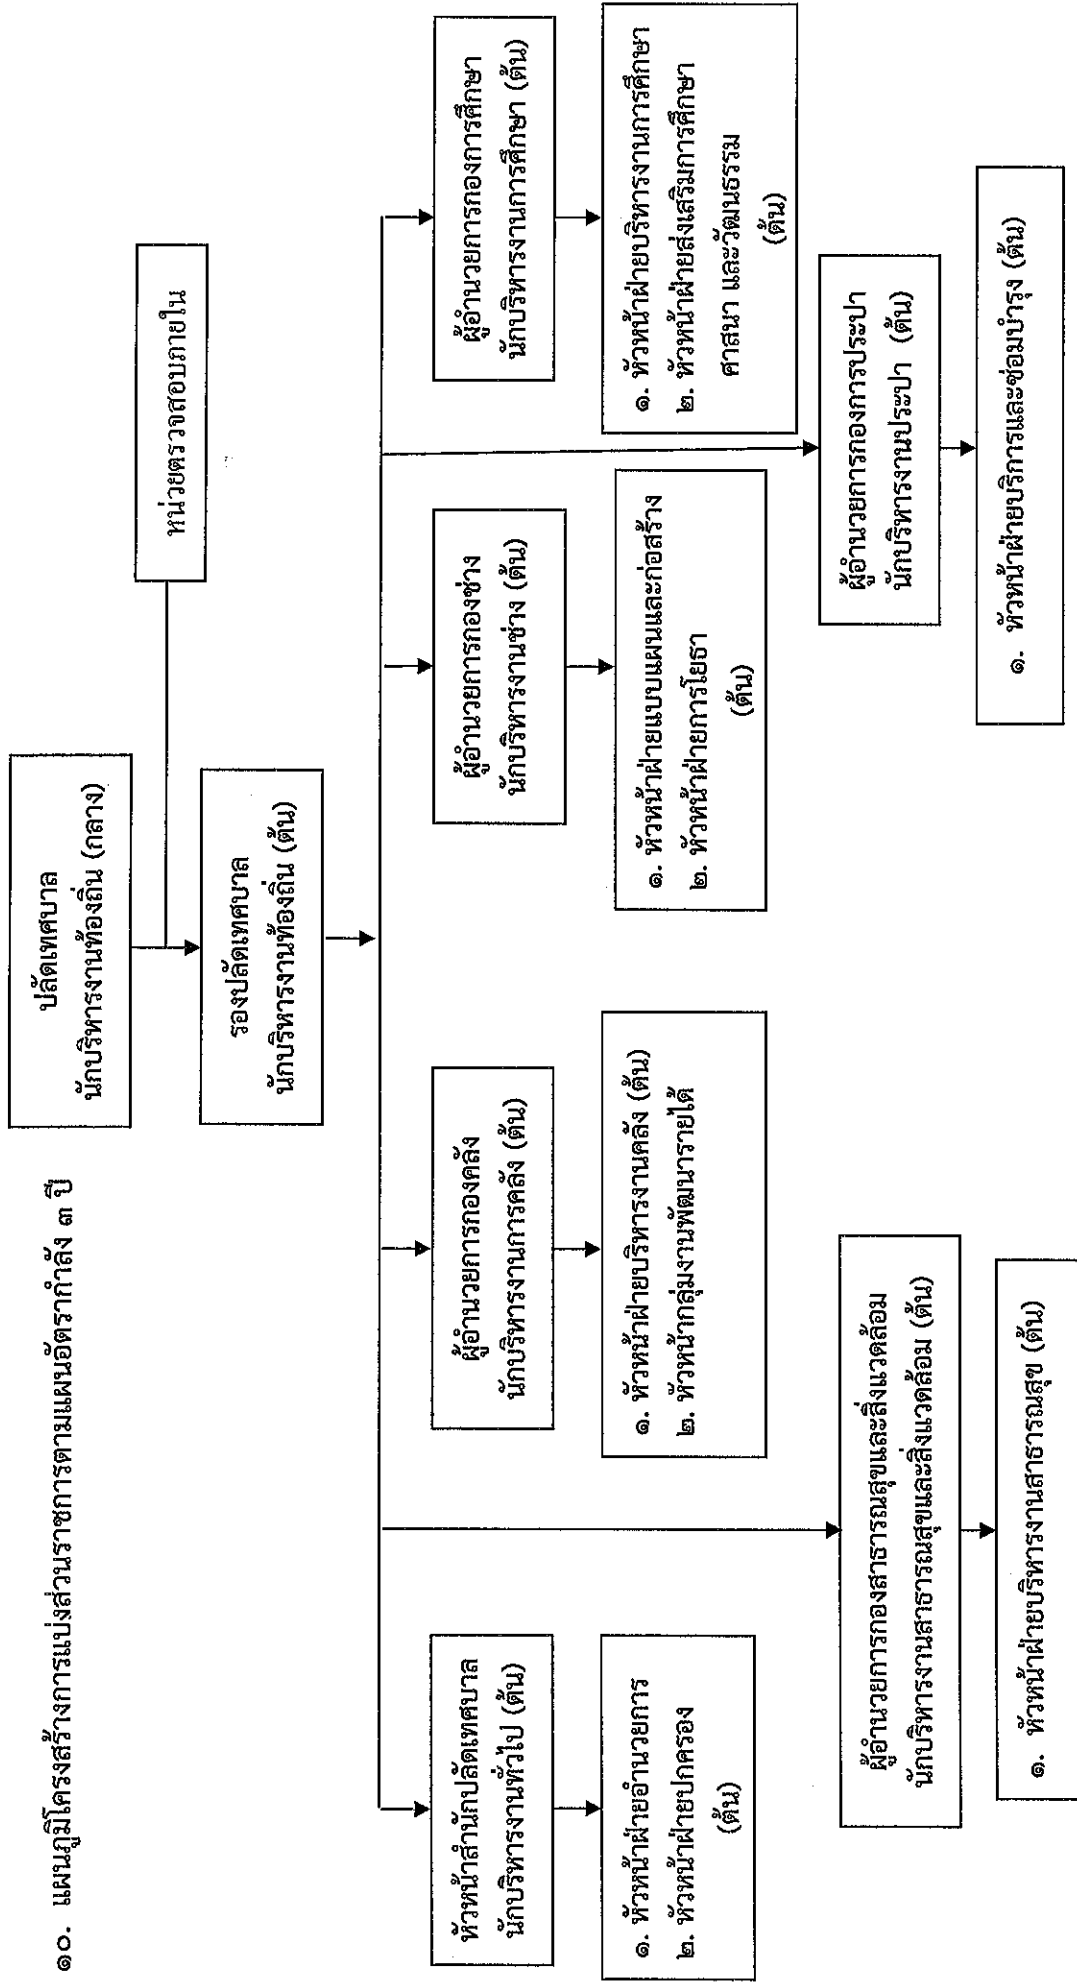 ๑๐. แผนภูมิโครงสร้างการแบ่งส่วนราชการตามแผนอัตรากำลัง ๓ ปี
ปลัดเทศบาล
นักบริหารงานท้องถิ่น (กลาง)
หน่วยตรวจสอบภายใน
รองปลัดเทศบาล
นักบริหารงานท้องถิ่น (ต้น)
หัวหน้าสำนักปลัดเทศบาล
นักบริหารงานทั่วไป (ต้น)
๑. หัวหน้าฝ่ายอำนวยการ
๒. หัวหน้าฝ่ายปกครอง
(ต้น)
ผู้อำนวยการกองคลัง
นักบริหารงานการคลัง (ต้น)
๑. หัวหน้าฝ่ายบริหารงานคลัง (ต้น)
๒. หัวหน้ากลุ่มงานพัฒนารายได้
ผู้อำนวยการกองช่าง
นักบริหารงานช่าง (ต้น)
๑. หัวหน้าฝ่ายแบบแผนและก่อสร้าง
๒. หัวหน้าฝ่ายการโยธา
(ต้น)
ผู้อำนวยการกองการศึกษา
นักบริหารงานการศึกษา (ต้น)
๑. หัวหน้าฝ่ายบริหารงานการศึกษา
๒. หัวหน้าฝ่ายส่งเสริมการศึกษา
ศาสนา และวัฒนธรรม
(ต้น)
ผู้อำนวยการกองสาธารณสุขและสิ่งแวดล้อม
นักบริหารงานสาธารณสุขและสิ่งแวดล้อม (ต้น)
๑. หัวหน้าฝ่ายบริหารงานสาธารณสุข (ต้น)
ผู้อำนวยการกองการประปา
นักบริหารงานประปา (ต้น)
๑. หัวหน้าฝ่ายบริการและซ่อมบำรุง (ต้น)